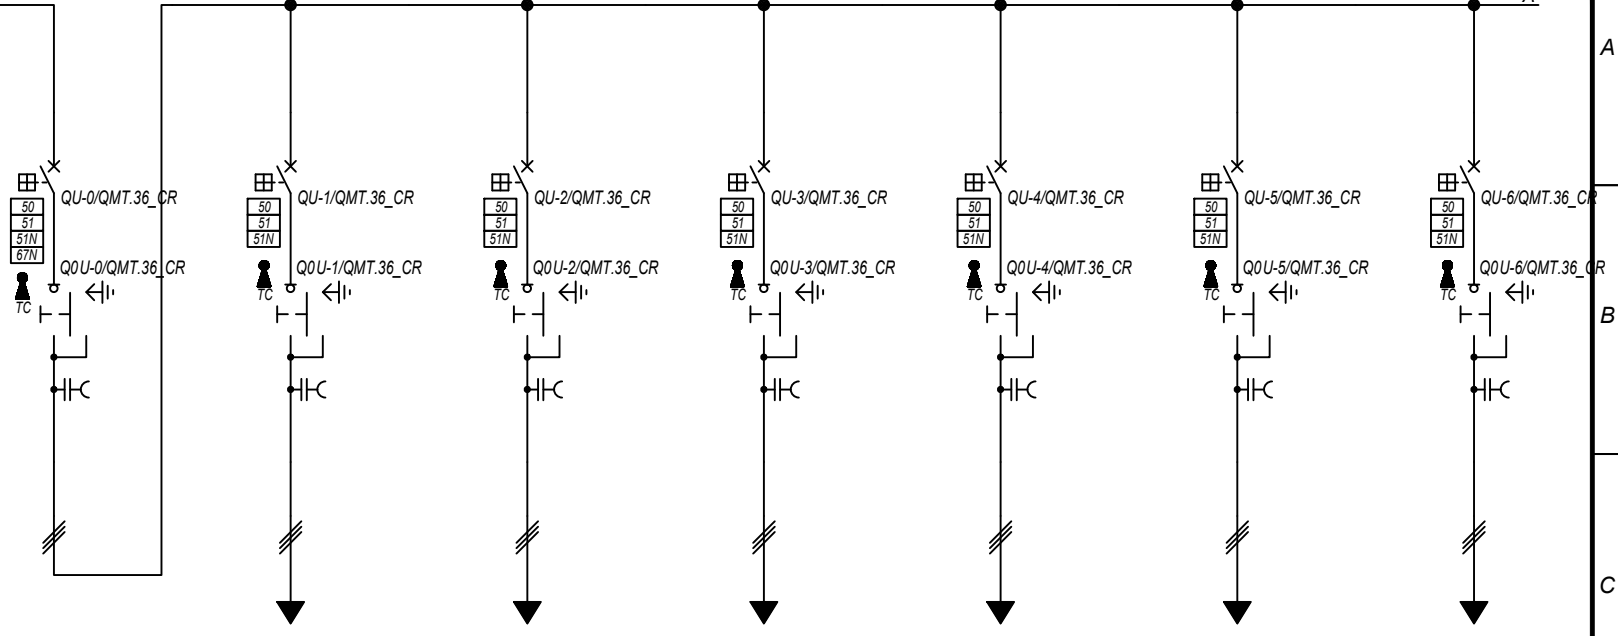 A
QU-0/QMT.36_CR
QU-1/QMT.36_CR
QU-2/QMT.36_CR
QU-3/QMT.36_CR
QU-4/QMT.36_CR
QU-5/QMT.36_CR
QU-6/QMT.36_CR
50
50
50
50
50
50
50
51
51
51
51
51
51
51
51N
51N
51N
51N
51N
51N
51N
67N
Q0U-0/QMT.36_CR
Q0U-1/QMT.36_CR
Q0U-2/QMT.36_CR
Q0U-3/QMT.36_CR
Q0U-4/QMT.36_CR
Q0U-5/QMT.36_CR
Q0U-6/QMT.36_CR
TC
TC
TC
TC
TC
TC
TC
B
C